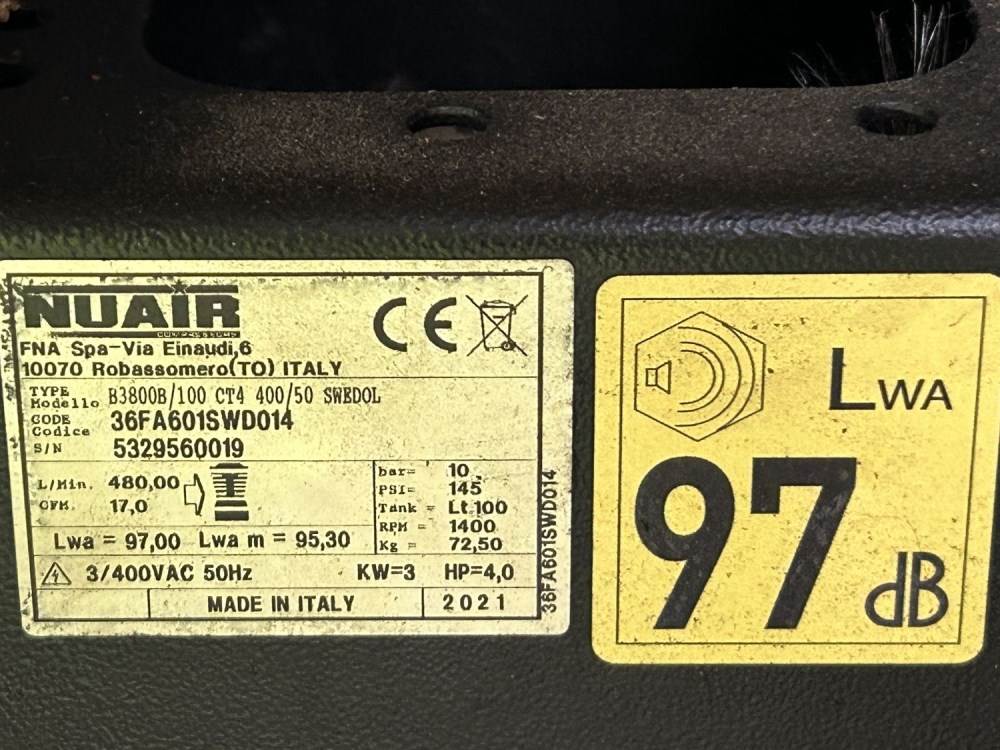 NUAIR
COMPRESSORS
FNA Spa-Via Einaudi,6
10070 Robassomero(TO) ITALY
CE
TYPE
Modello B3800B/100 CT4 400/50 SWEDOL
CODE
Codice 36FA601SWD014
S/N 5329560019
L/Min. 480,00
CFM. 17,0
bar= 10
PSI= 145
Tank = Lt.100
RPM = 1400
Kg = 72,50
Lwa = 97,00 Lwa m = 95,30
3/400VAC 50Hz KW=3 HP=4,0
MADE IN ITALY 2021
36FA601SWD014
LWA
97
dB